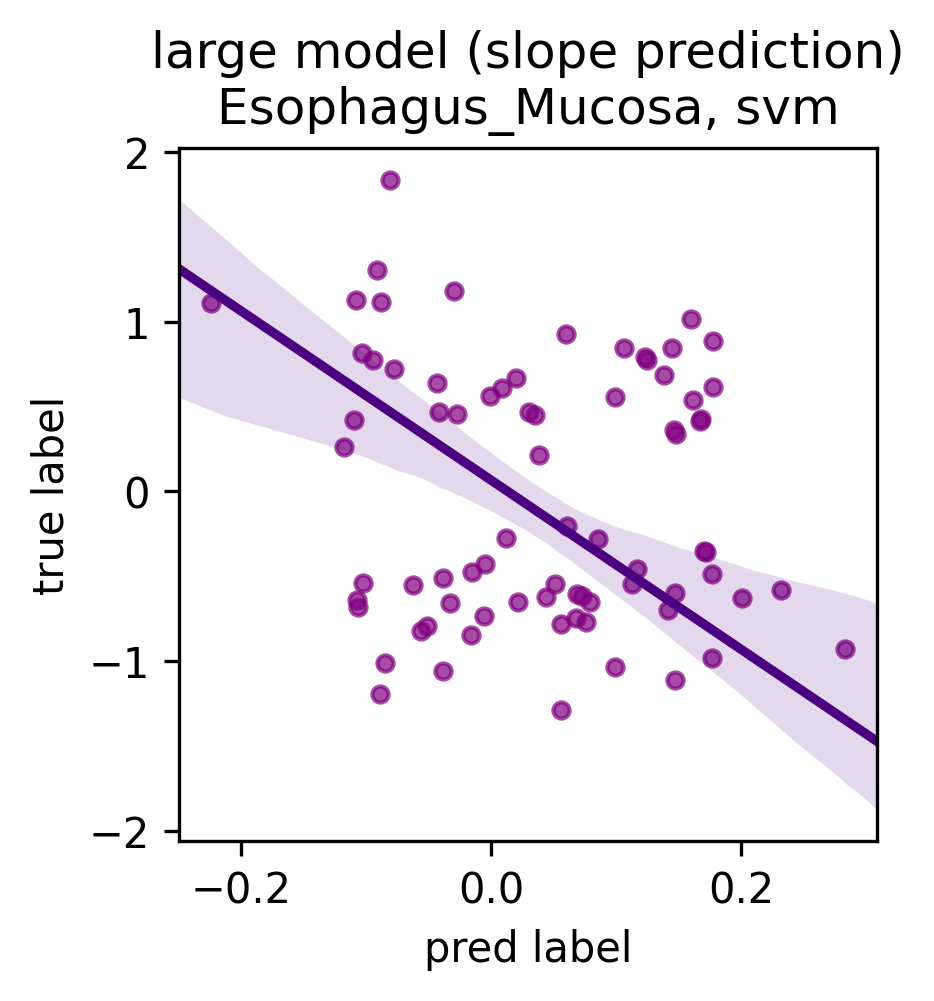 large model (slope prediction)
Esophagus_Mucosa, svm
2
1
0
−1
−2
true label
−0.2
0.0
0.2
pred label